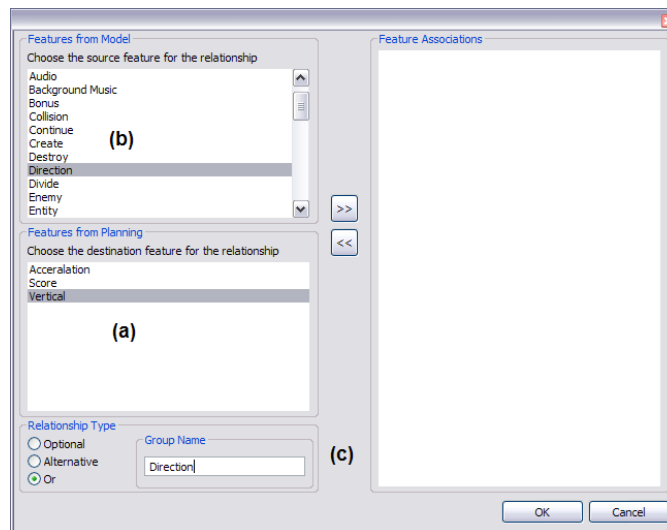 Features from Model
Choose the source feature for the relationship
Audio
Background Music
Bonus
Collision
Continue
Create
(b)
Destroy
Direction
Divide
Enemy
Entity
Features from Planning
Choose the destination feature for the relationship
Acceralation
Score
Vertical
(a)
Relationship Type
Optional
Alternative
Or
Group Name
Direction
(c)
>>
<<
Feature Associations
OK
Cancel